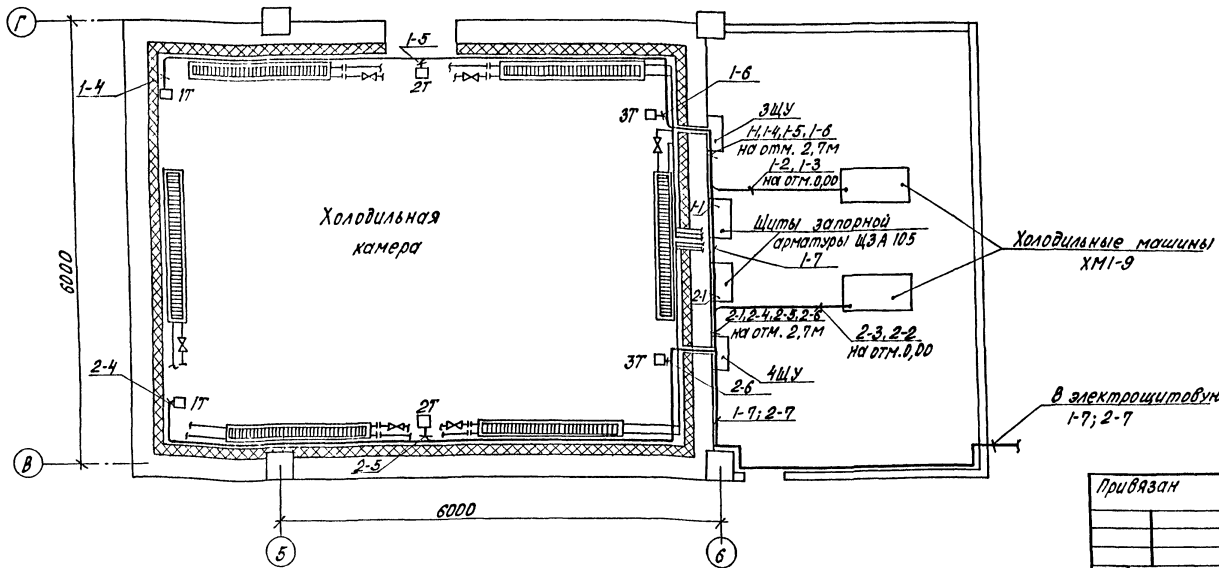 Г
6000
1-5
2Т
1-4
1Т
1-6
3Т
3ЩУ
1-1, 1-4, 1-5, 1-6
на отм. 2,7м
1-2, 1-3
на отм. 0,00
1-1
Щиты запорной
арматуры ЩЗА 105
Холодильная
камера
1-7
Холодильные машины
ХМ1-9
2-1
2-1, 2-4, 2-5, 2-6
на отм. 2,7м
2-3, 2-2
на отм. 0,00
3Т
2-6
4ЩУ
2-4
1Т
2Т
1-7; 2-7
В электрощитовую
1-7; 2-7
В
2-5
Привязан
6000
5
6